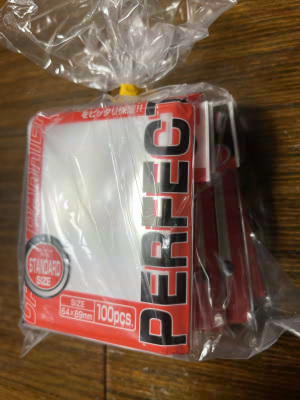 をピッタリ保護!!
PERFECT
STANDARD
SIZE
SIZE
64×89mm
100pcs.